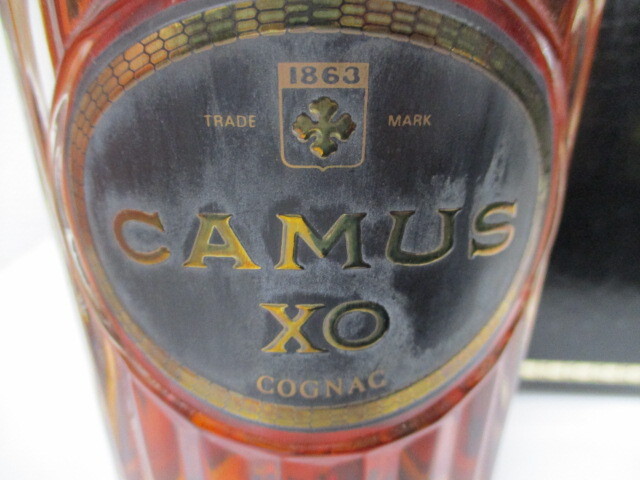 1863
TRADE MARK
CAMUS
XO
COGNAC